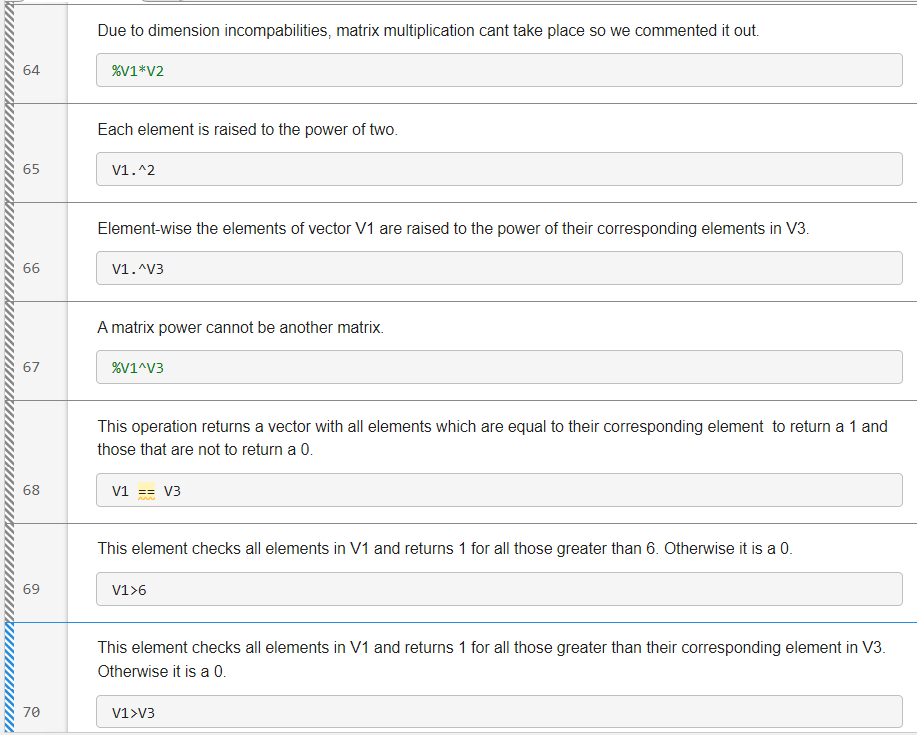 Due to dimension incompabilities, matrix multiplication cant take place so we commented it out.
64
%V1*V2
Each element is raised to the power of two.
65
V1.^2
Element-wise the elements of vector V1 are raised to the power of their corresponding elements in V3.
66
V1.^V3
A matrix power cannot be another matrix.
67
%V1^V3
This operation returns a vector with all elements which are equal to their corresponding element  to return a 1 and
those that are not to return a 0.
68
V1 == V3
This element checks all elements in V1 and returns 1 for all those greater than 6. Otherwise it is a 0.
69
V1>6
This element checks all elements in V1 and returns 1 for all those greater than their corresponding element in V3.
Otherwise it is a 0.
70
V1>V3